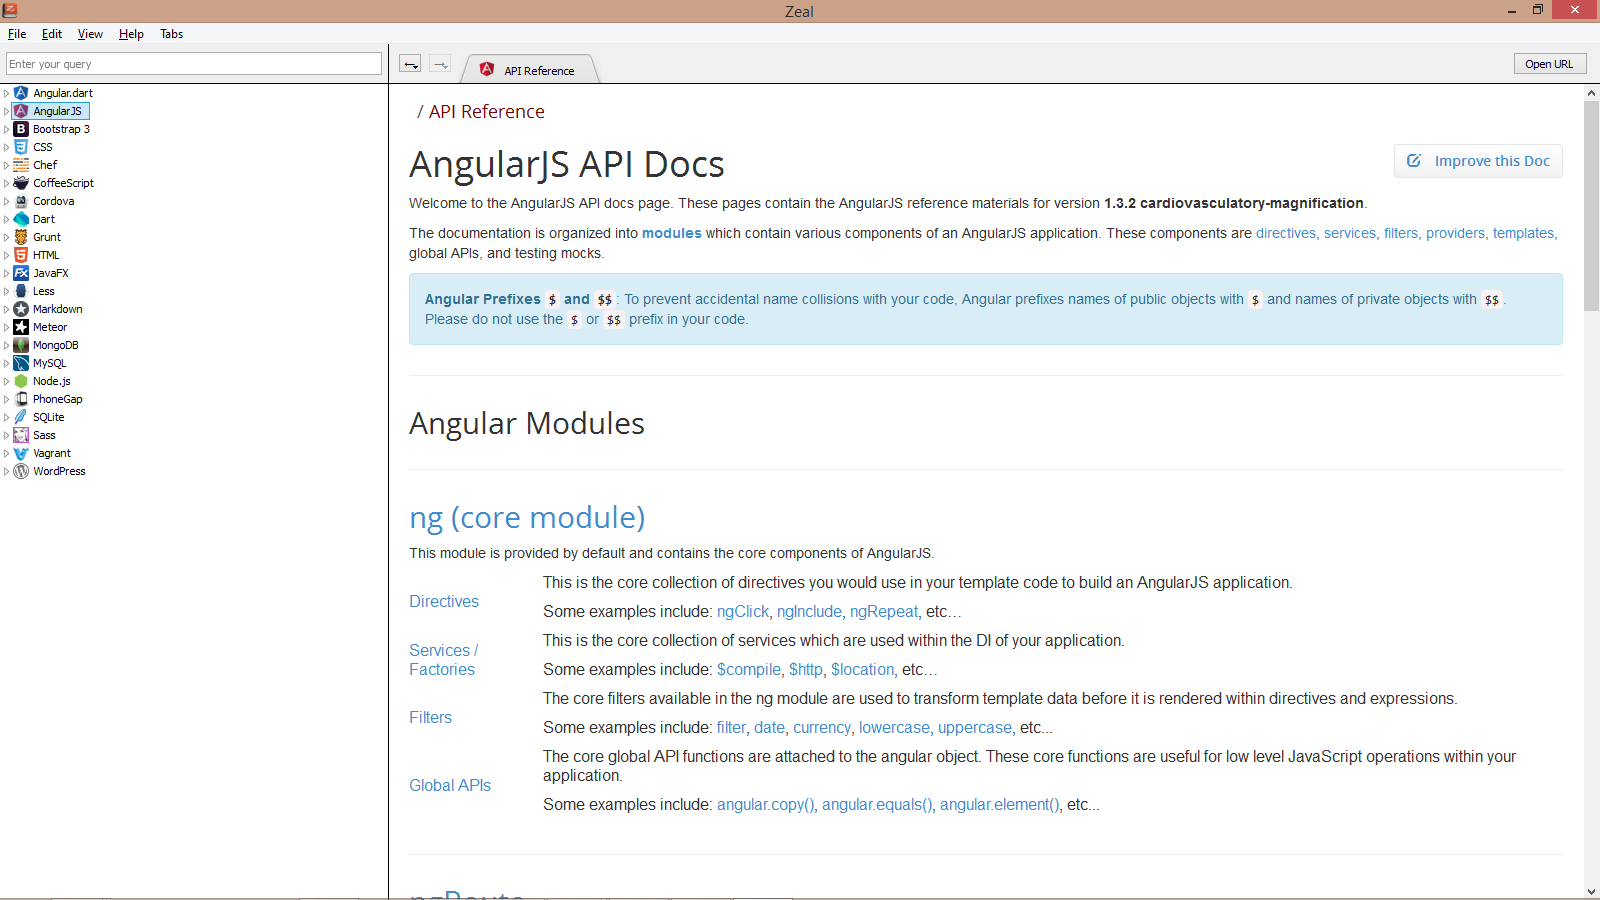 Zeal
File Edit View Help Tabs
Enter your query
API Reference
Open URL
Angular.dart
AngularJS
Bootstrap 3
CSS
Chef
CoffeeScript
Cordova
Dart
Grunt
HTML
JavaFX
Less
Markdown
Meteor
MongoDB
MySQL
Node.js
PhoneGap
SQLite
Sass
Vagrant
WordPress
/ API Reference
AngularJS API Docs
Improve this Doc
Welcome to the AngularJS API docs page. These pages contain the AngularJS reference materials for version 1.3.2 cardiovasculatory-magnification.
The documentation is organized into modules which contain various components of an AngularJS application. These components are directives, services, filters, providers, templates,
global APIs, and testing mocks.
Angular Prefixes $ and $$: To prevent accidental name collisions with your code, Angular prefixes names of public objects with $ and names of private objects with $$.
Please do not use the $ or $$ prefix in your code.
Angular Modules
ng (core module)
This module is provided by default and contains the core components of AngularJS.
Directives
This is the core collection of directives you would use in your template code to build an AngularJS application.
Some examples include: ngClick, ngInclude, ngRepeat, etc…
Services /
Factories
This is the core collection of services which are used within the DI of your application.
Some examples include: $compile, $http, $location, etc…
Filters
The core filters available in the ng module are used to transform template data before it is rendered within directives and expressions.
Some examples include: filter, date, currency, lowercase, uppercase, etc...
Global APIs
The core global API functions are attached to the angular object. These core functions are useful for low level JavaScript operations within your
application.
Some examples include: angular.copy(), angular.equals(), angular.element(), etc...
ngRoute